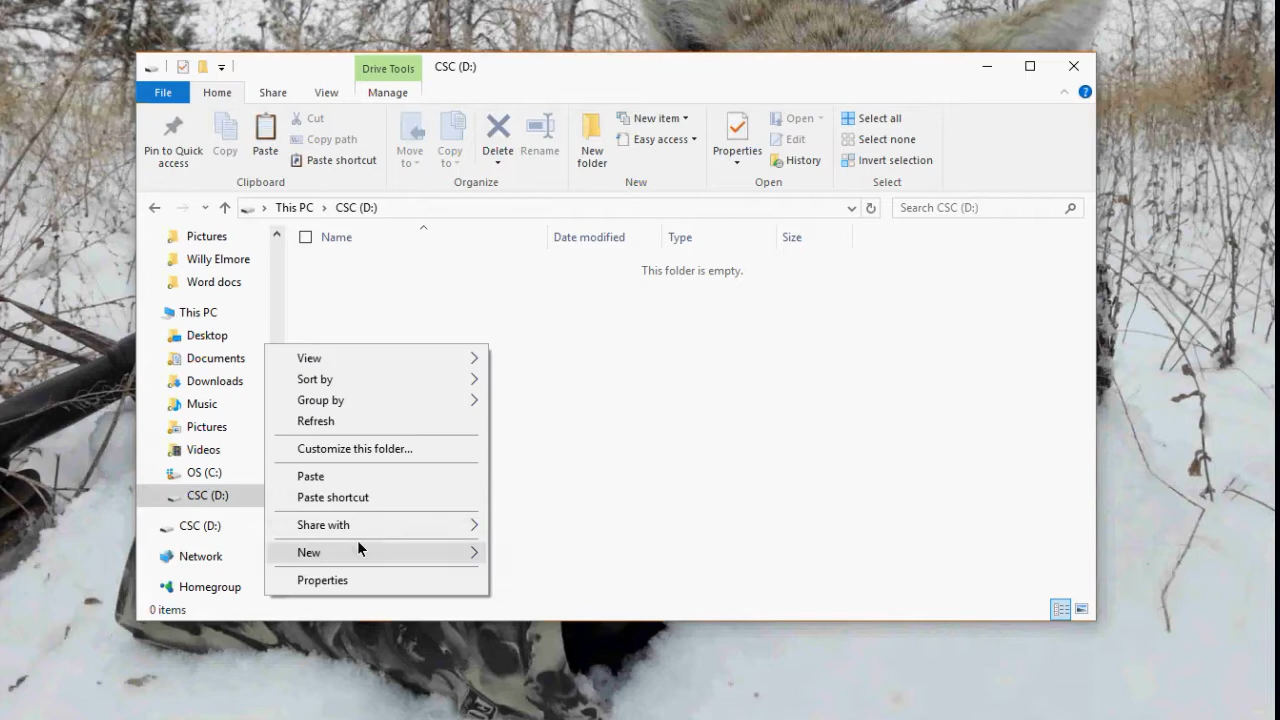 Drive Tools
CSC (D:)
File
Home
Share
View
Manage
Pin to Quick access
Copy
Paste
Cut
Copy path
Paste shortcut
Clipboard
Move to
Copy to
Delete
Rename
Organize
New folder
New item
Easy access
New
Properties
Open
Edit
History
Open
Select all
Select none
Invert selection
Select
This PC > CSC (D:)
Search CSC (D:)
Name
Date modified
Type
Size
This folder is empty.
Pictures
Willy Elmore
Word docs
This PC
Desktop
Documents
Downloads
Music
Pictures
Videos
OS (C:)
CSC (D:)
CSC (D:)
Network
Homegroup
View
Sort by
Group by
Refresh
Customize this folder...
Paste
Paste shortcut
Share with
New
Properties
0 items